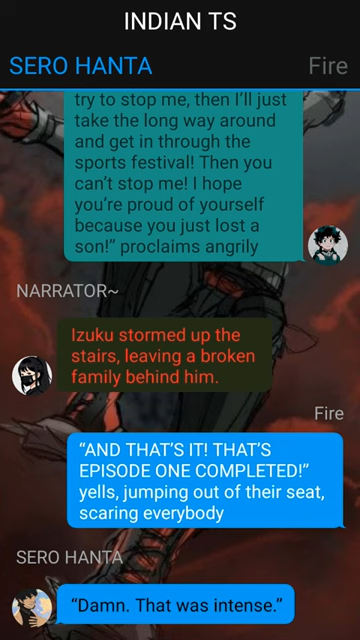 INDIAN TS
SERO HANTA
Fire
try to stop me, then I’ll just
take the long way around
and get in through the
sports festival! Then you
can’t stop me! I hope
you’re proud of yourself
because you just lost a
son!” proclaims angrily
NARRATOR~
Izuku stormed up the
stairs, leaving a broken
family behind him.
Fire
“AND THAT’S IT! THAT’S
EPISODE ONE COMPLETED!”
yells, jumping out of their seat,
scaring everybody
SERO HANTA
“Damn. That was intense.”